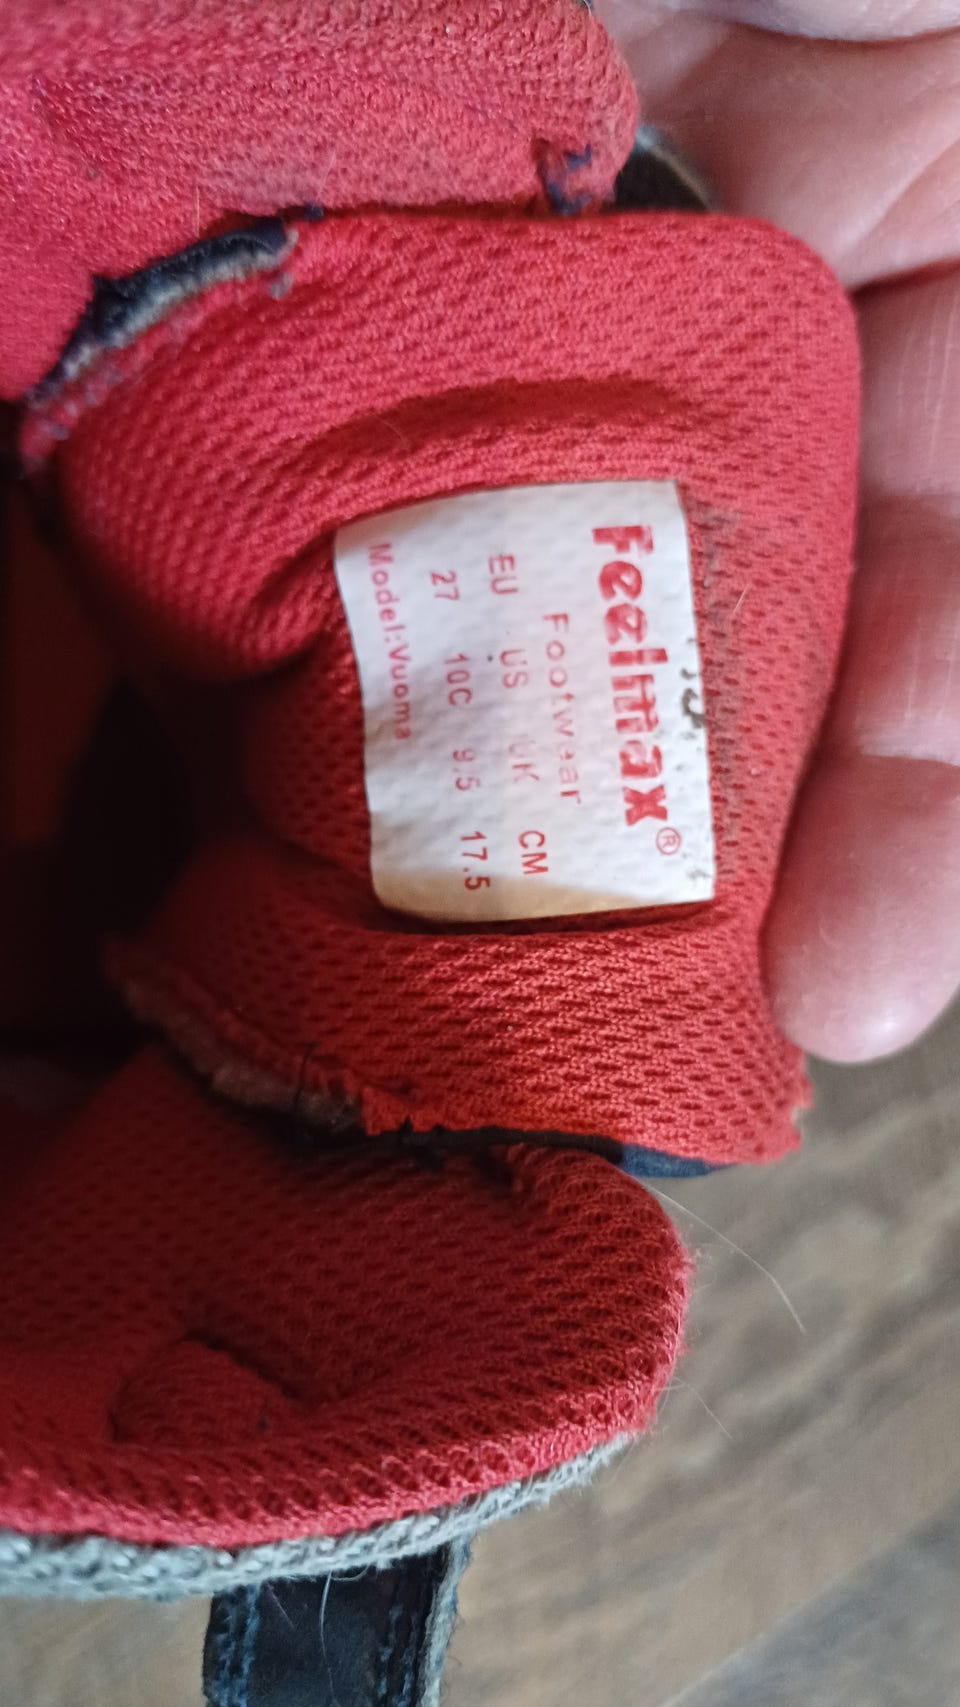 Feelmax®
Footwear
EU US UK CM
27 10C 9.5 17.5
Model:Vuoma